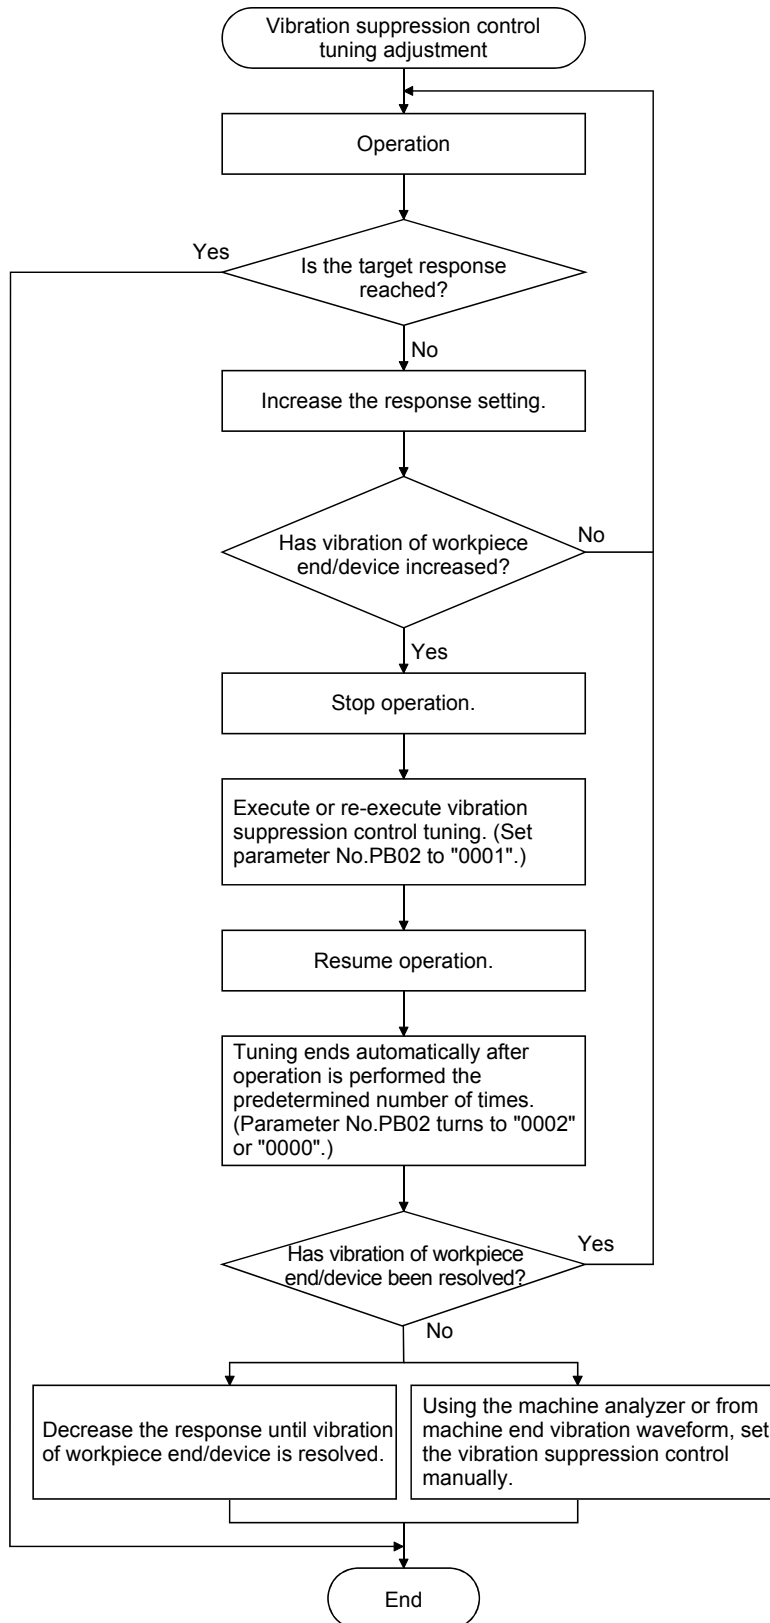 Vibration suppression control
tuning adjustment
Operation
Yes
Is the target response
reached?
No
Increase the response setting.
No
Has vibration of workpiece
end/device increased?
Yes
Stop operation.
Execute or re-execute vibration
suppression control tuning. (Set
parameter No.PB02 to "0001".)
Resume operation.
Tuning ends automatically after
operation is performed the
predetermined number of times.
(Parameter No.PB02 turns to "0002"
or "0000".)
Has vibration of workpiece
end/device been resolved?
Yes
No
Decrease the response until vibration
of workpiece end/device is resolved.
Using the machine analyzer or from
machine end vibration waveform, set
the vibration suppression control
manually.
End